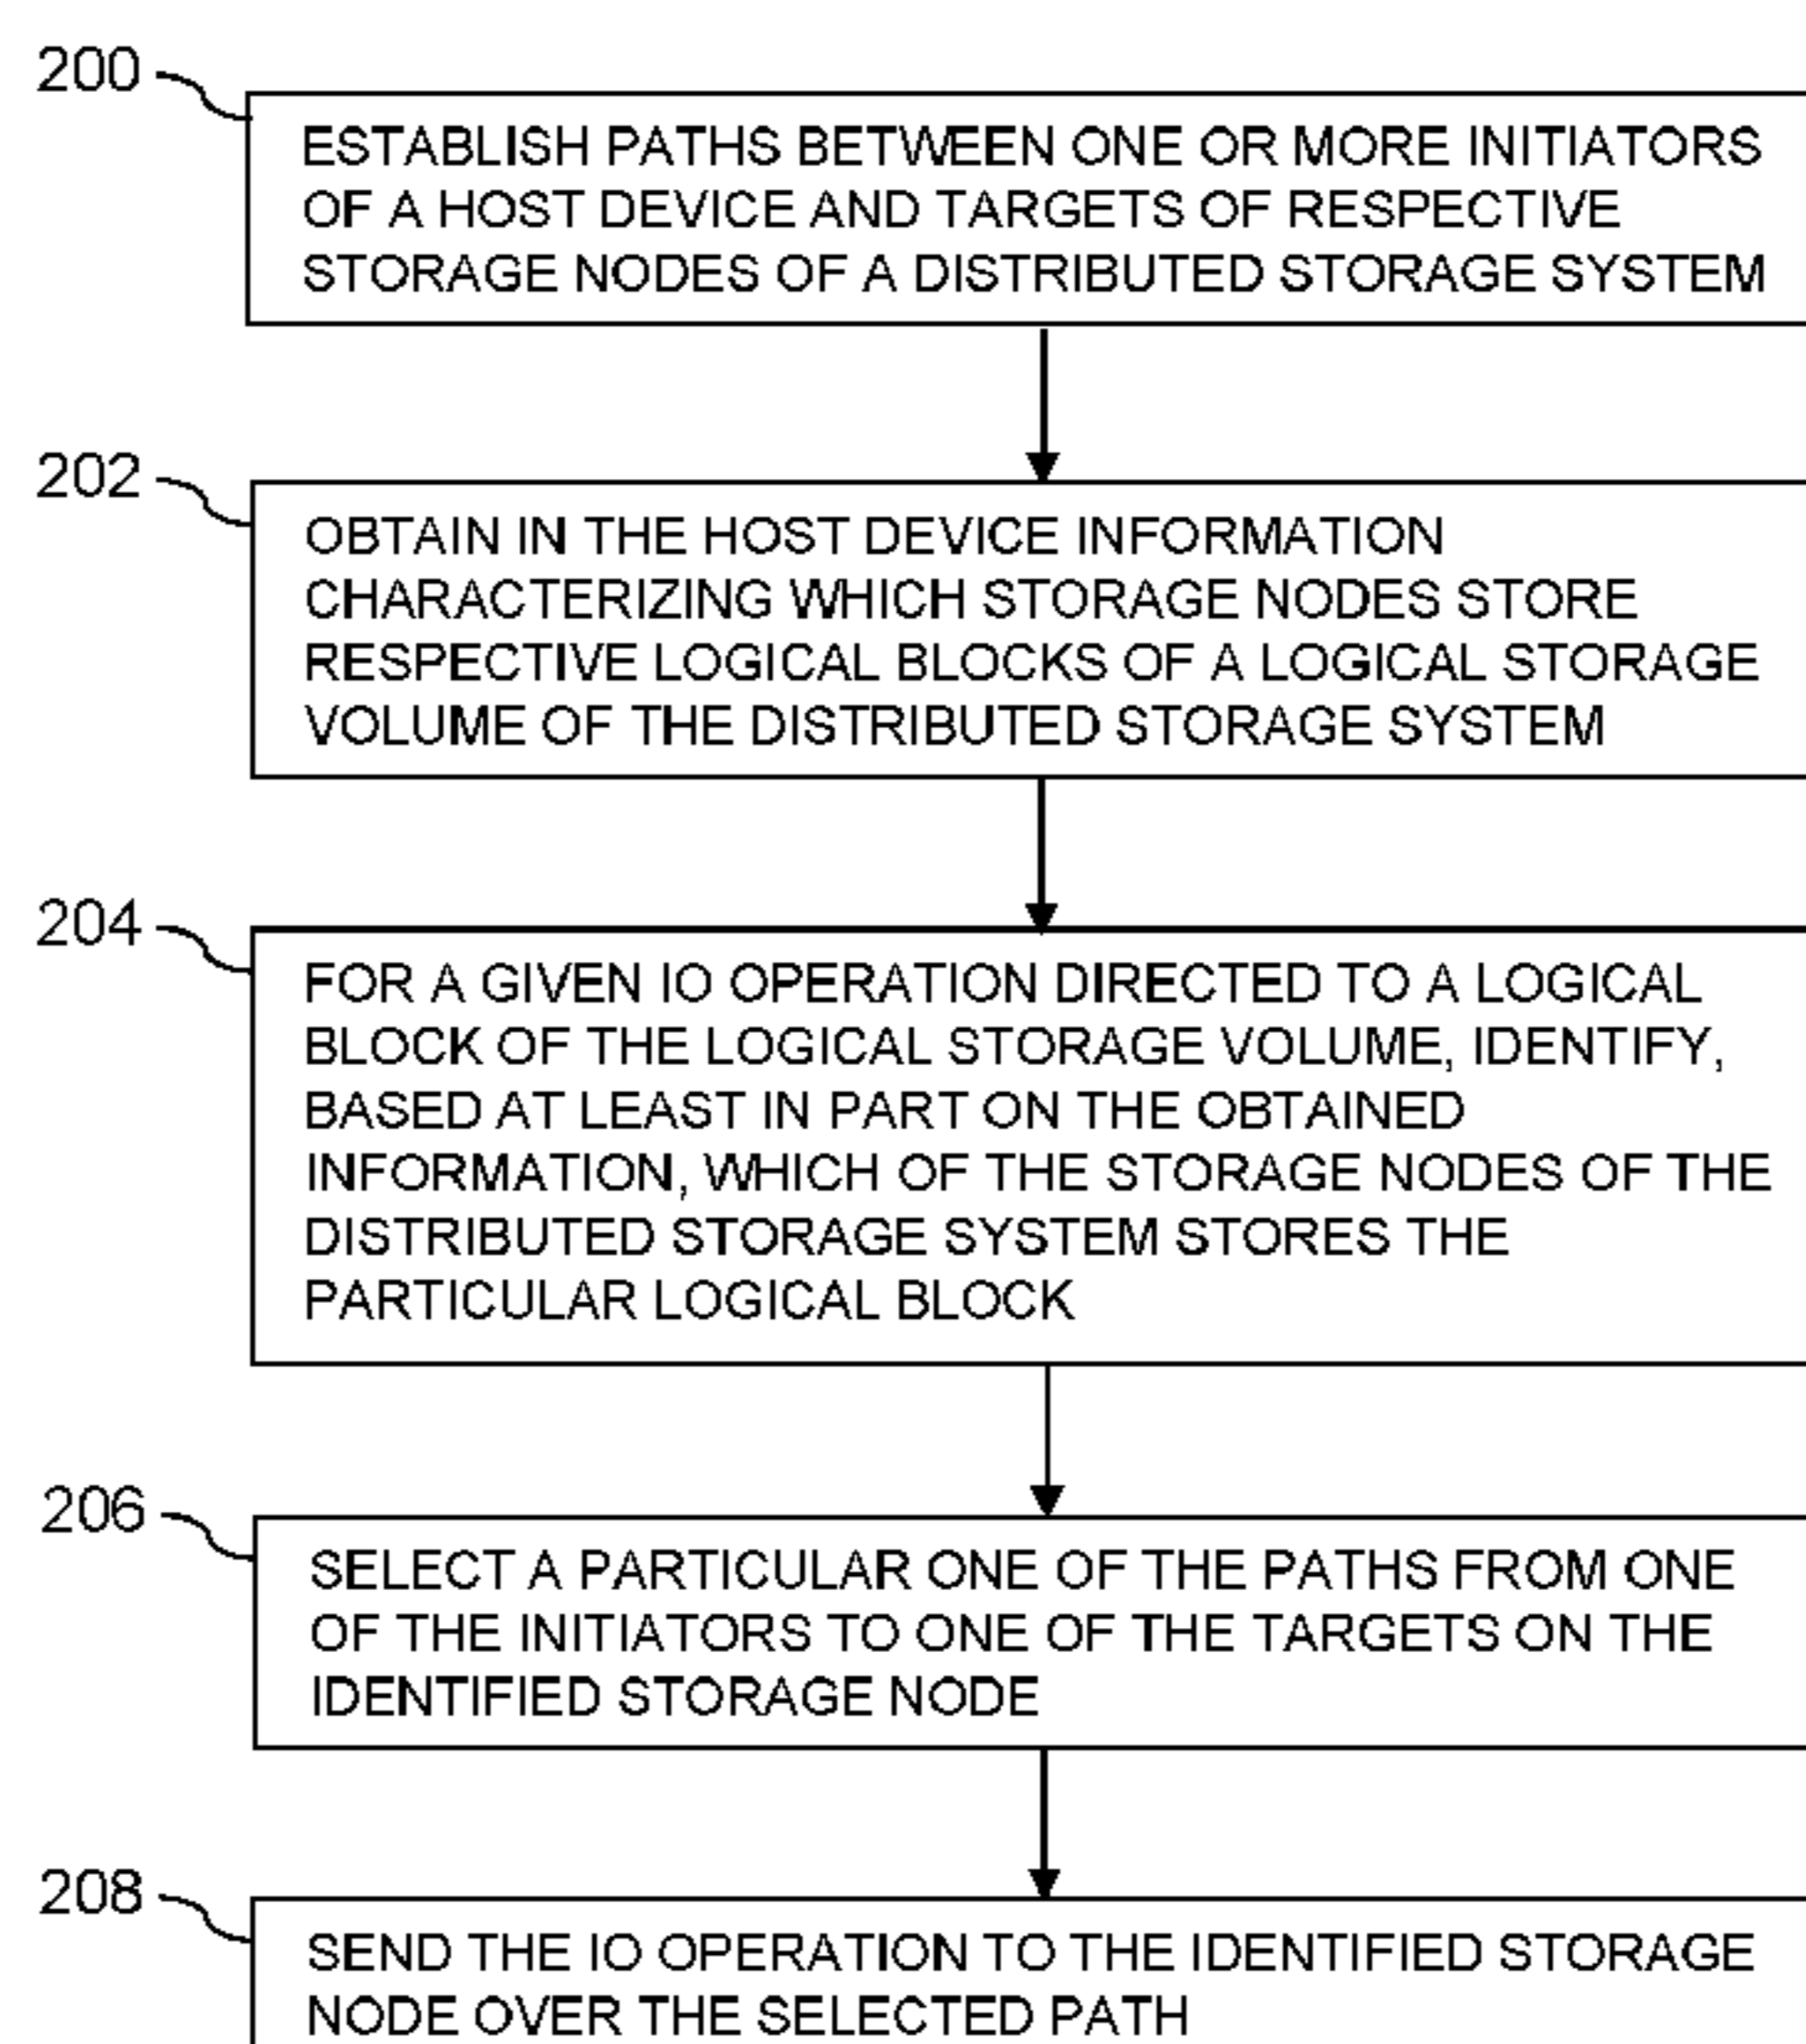 200
ESTABLISH PATHS BETWEEN ONE OR MORE INITIATORS
OF A HOST DEVICE AND TARGETS OF RESPECTIVE
STORAGE NODES OF A DISTRIBUTED STORAGE SYSTEM
202
OBTAIN IN THE HOST DEVICE INFORMATION
CHARACTERIZING WHICH STORAGE NODES STORE
RESPECTIVE LOGICAL BLOCKS OF A LOGICAL STORAGE
VOLUME OF THE DISTRIBUTED STORAGE SYSTEM
204
FOR A GIVEN IO OPERATION DIRECTED TO A LOGICAL
BLOCK OF THE LOGICAL STORAGE VOLUME, IDENTIFY,
BASED AT LEAST IN PART ON THE OBTAINED
INFORMATION, WHICH OF THE STORAGE NODES OF THE
DISTRIBUTED STORAGE SYSTEM STORES THE
PARTICULAR LOGICAL BLOCK
206
SELECT A PARTICULAR ONE OF THE PATHS FROM ONE
OF THE INITIATORS TO ONE OF THE TARGETS ON THE
IDENTIFIED STORAGE NODE
208
SEND THE IO OPERATION TO THE IDENTIFIED STORAGE
NODE OVER THE SELECTED PATH